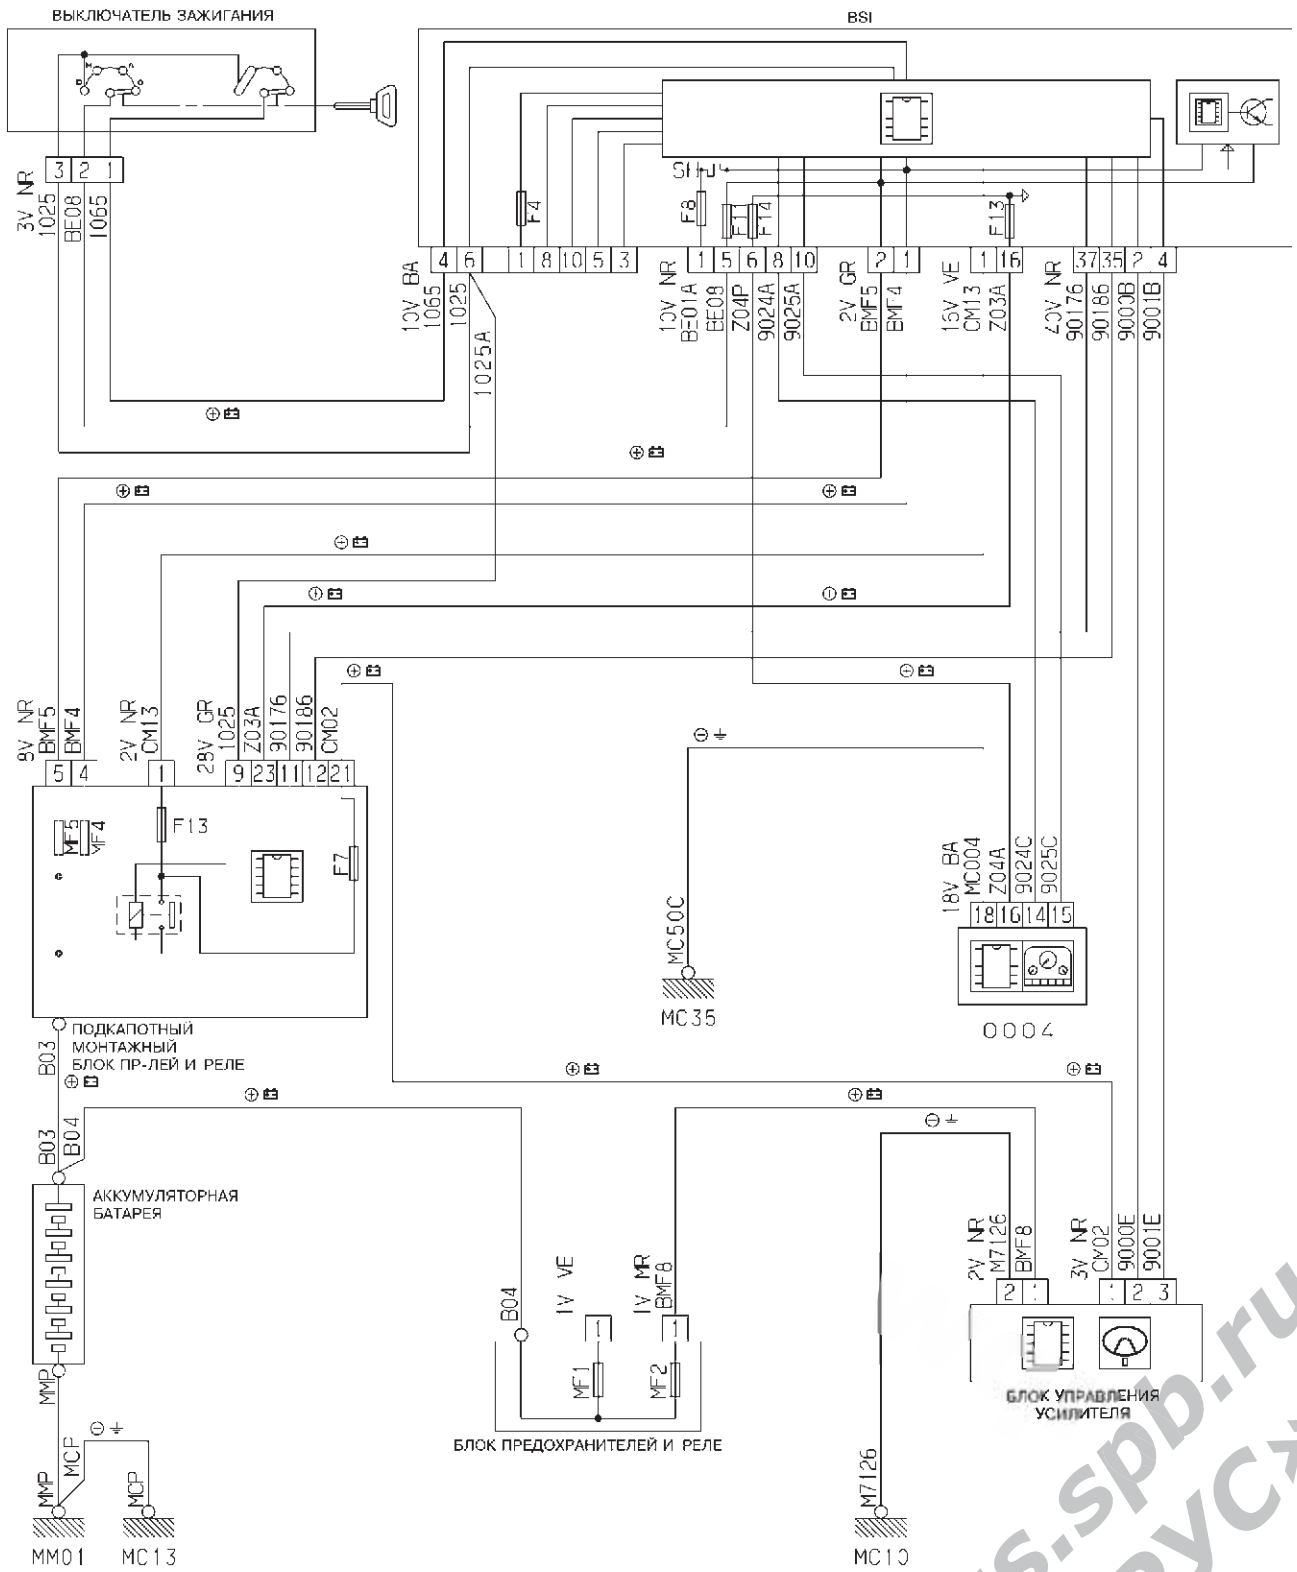 ВЫКЛЮЧАТЕЛЬ ЗАЖИГАНИЯ
BSI
3 2 1
3V NR
1025
BE08
1065
SH
F4
F8
F11
F14
F13
4 6 1 8 10 5 3
1 5 6 8 10
2 1
1 16
37 35 2 4
10V BA
1065
1025
1025A
10V NR
BE01A
BE08
Z04P
9024A
9025A
2V GR
BMF5
BMF4
16V VE
CM13
Z03A
40V NR
90176
90186
9000B
9001B
8V NR
BMF5
BMF4
2V NR
CM13
28V GR
1025
Z03A
90176
90186
CM02
5 4
1
9 23 11 12 21
MF5
MF4
F13
F7
ПОДКАПОТНЫЙ
МОНТАЖНЫЙ
БЛОК ПР-ЛЕЙ И РЕЛЕ
MC50C
MC35
18V BA
MC004
Z04A
9024C
9025C
18 16 14 15
0004
B03
B03
B04
АККУМУЛЯТОРНАЯ
БАТАРЕЯ
MMP
MMP
MCP
MCP
MM01
MC13
B04
1V VE
1V MR
BMF8
1
1
MF1
MF2
БЛОК ПРЕДОХРАНИТЕЛЕЙ И РЕЛЕ
2V NR
M7126
BMF8
3V NR
CM02
9000E
9001E
2 1
1 2 3
БЛОК УПРАВЛЕНИЯ
УСИЛИТЕЛЯ
M7126
MC10
s.spb.ru